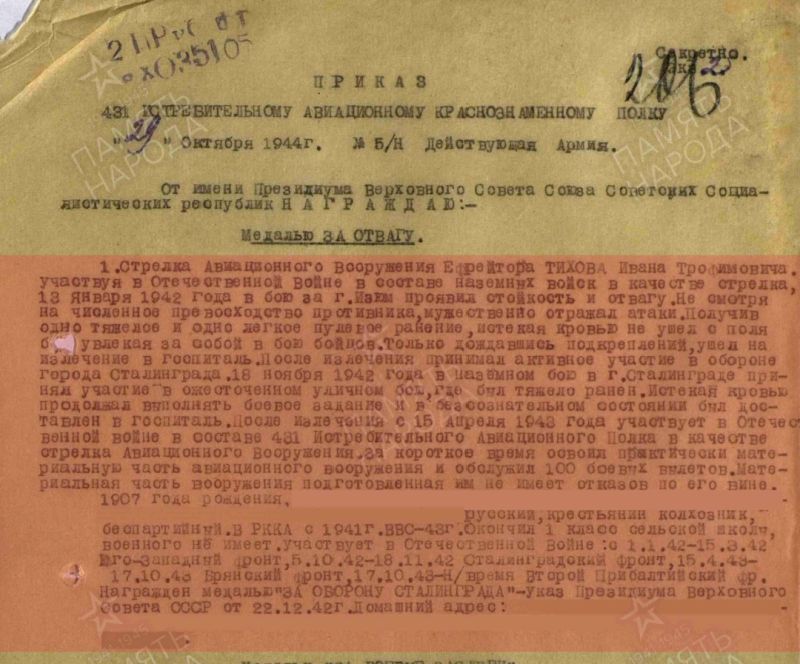 Секретно.
ПРИКАЗ
431 ИСТРЕБИТЕЛЬНОМУ АВИАЦИОННОМУ КРАСНОЗНАМЕННОМУ ПОЛКУ
"29" Октября 1944г. № Б/Н Действующая Армия.
От имени Президиума Верховного Совета Союза Советских Социа-
листических республик НАГРАЖДАЮ:-
Медалью ЗА ОТВАГУ.
1.Стрелка Авиационного Вооружения Ефрейтора ТИХОВА Ивана Трофимовича.
участвуя в Отечественной Войне в составе наземных войск в качестве стрелка,
13 Января 1942 года в бою за г.Изюм проявил стойкость и отвагу.Не смотря
на численное превосходство противника,мужественно отражал атаки.Получив
одно тяжелое и одно легкое пулевое ранение,истекая кровью не ушел с поля
увлекая за собой в бою бойцов.Только дождавшись подкреплений,ушел на
излечение в госпиталь.После излечения принимал активное участие в обороне
города Сталинграда.18 ноября 1942 года в наземном бою в г.Сталинграде при-
нял участие в ожесточенном уличном бою,где был тяжело ранен.Истекая кровью
продолжал выполнять боевое задание и в безсознательном состоянии был дос-
тавлен в госпиталь.После излечения с 15 Апреля 1943 года участвует в Отечест
венной войне в составе 431 Истребительного Авиационного Полка в качестве
стрелка Авиационного Вооружения.За короткое время освоил практически мате-
риальную часть авиационного вооружения и обслужил 100 боевых вылетов.Мате-
риальная часть вооружения подготовленная им не имеет отказов по его вине.
1907 года рождения,
русский,крестьянин колхозник,
беспартийный.В РККА с 1941г.ВВС-43г.Окончил 1 класс сельской школы,
военного не имеет.Участвует в Отечественной Войне:с 1.1.42-15.3.42
Юго-Западный фронт,5.10.42-18.11.42 Сталинградский фронт,15.4.43-
17.10.43 Брянский фронт,17.10.43-Н/время Второй Прибалтийский фр.
Награжден медалью"ЗА ОБОРОНУ СТАЛИНГРАДА"-Указ Президиума Верховного
Совета СССР от 22.12.42г.Домашний адрес:
ПАМЯТЬ
НАРОДА